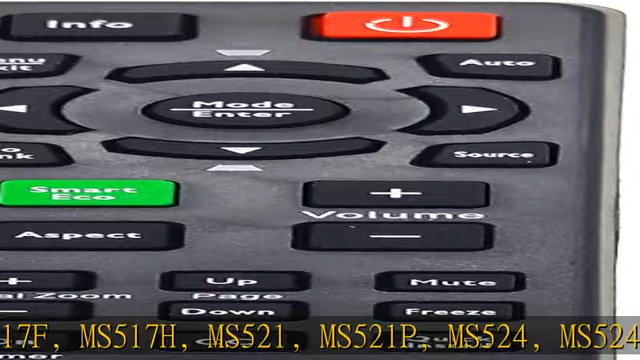 Info
Auto
Mode
Enter
Source
Smart
Eco
+
Volume
Aspect
−
+
Up
Mute
Zoom
Page
−
Down
Freeze
17F, MS517H, MS521, MS521P, MS524, MS524